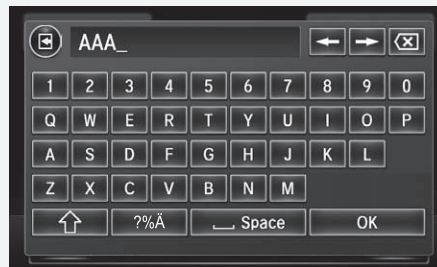 AAA_
1 2 3 4 5 6 7 8 9 0
Q W E R T Y U I O P
A S D F G H J K L
Z X C V B N M
?%Ä Space OK